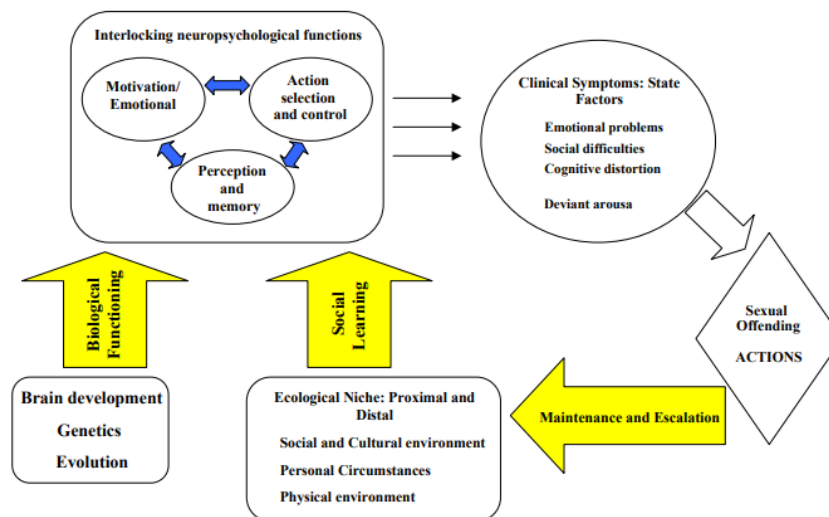 Interlocking neuropsychological functions
Motivation/
Emotional
Action
selection
and control
Perception
and
memory
Clinical Symptoms: State
Factors
Emotional problems
Social difficulties
Cognitive distortion
Deviant arousa
Biological
Functioning
Social
Learning
Sexual
Offending
ACTIONS
Brain development
Genetics
Evolution
Ecological Niche: Proximal and
Distal
Social and Cultural environment
Personal Circumstances
Physical environment
Maintenance and Escalation